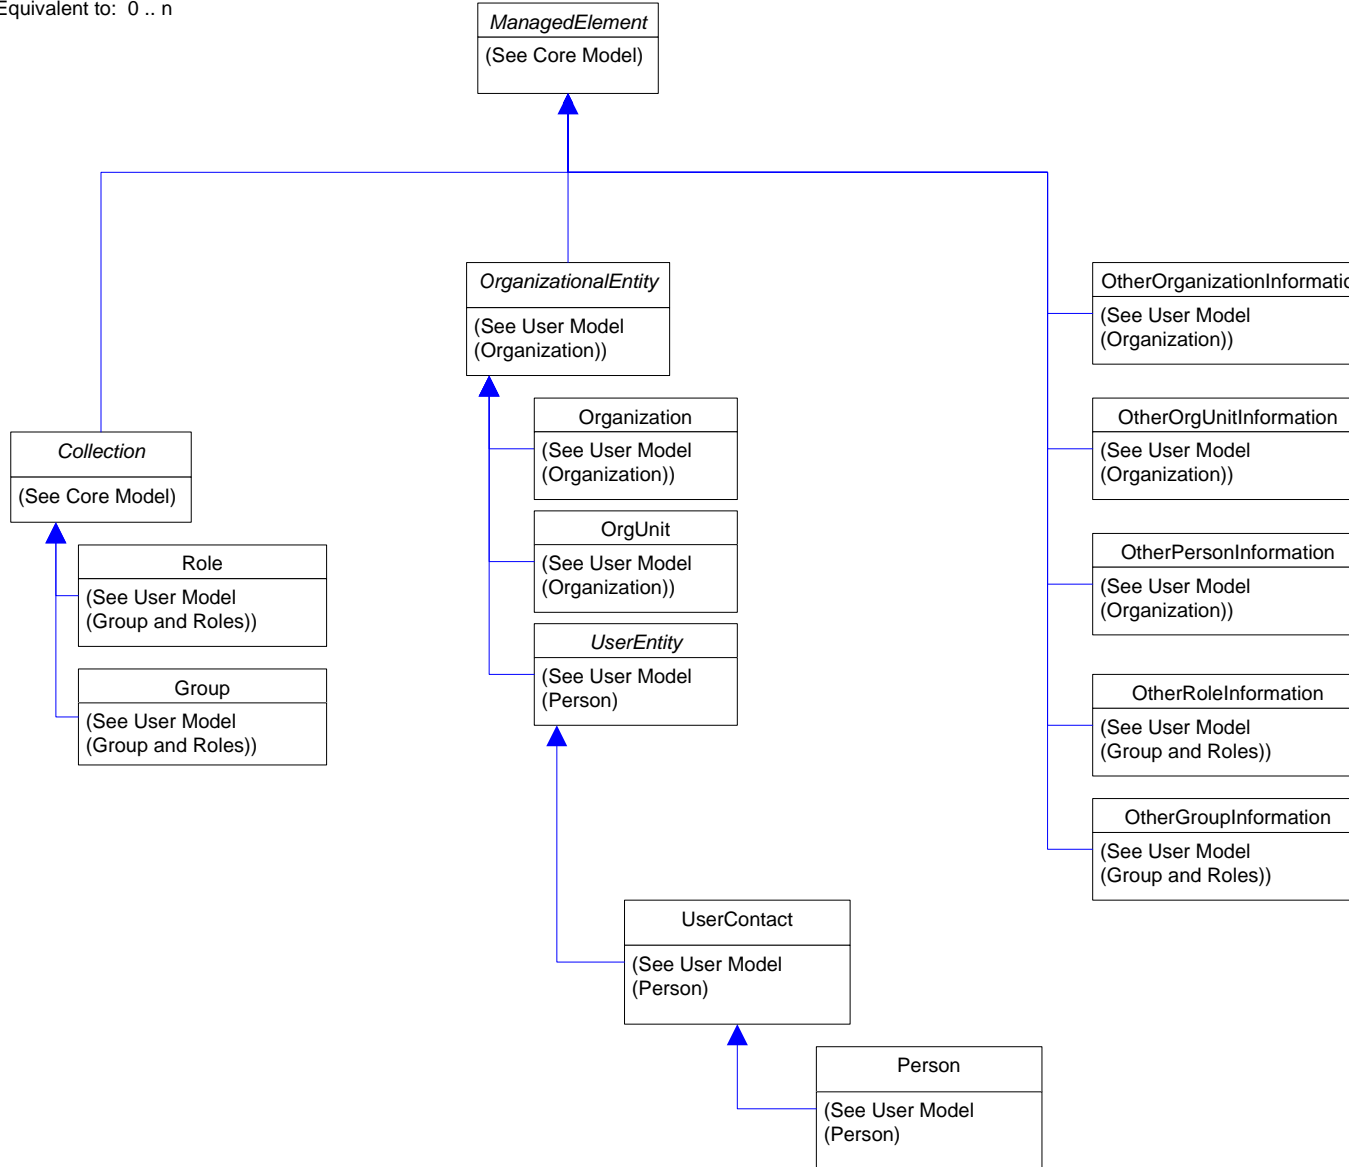 Equivalent to: 0 .. n
ManagedElement
(See Core Model)
OrganizationalEntity
(See User Model
(Organization))
Organization
(See User Model
(Organization))
OrgUnit
(See User Model
(Organization))
UserEntity
(See User Model
(Person)
Collection
(See Core Model)
Role
(See User Model
(Group and Roles))
Group
(See User Model
(Group and Roles))
UserContact
(See User Model
(Person)
Person
(See User Model
(Person)
OtherOrganizationInformatio
(See User Model
(Organization))
OtherOrgUnitInformation
(See User Model
(Organization))
OtherPersonInformation
(See User Model
(Organization))
OtherRoleInformation
(See User Model
(Group and Roles))
OtherGroupInformation
(See User Model
(Group and Roles))